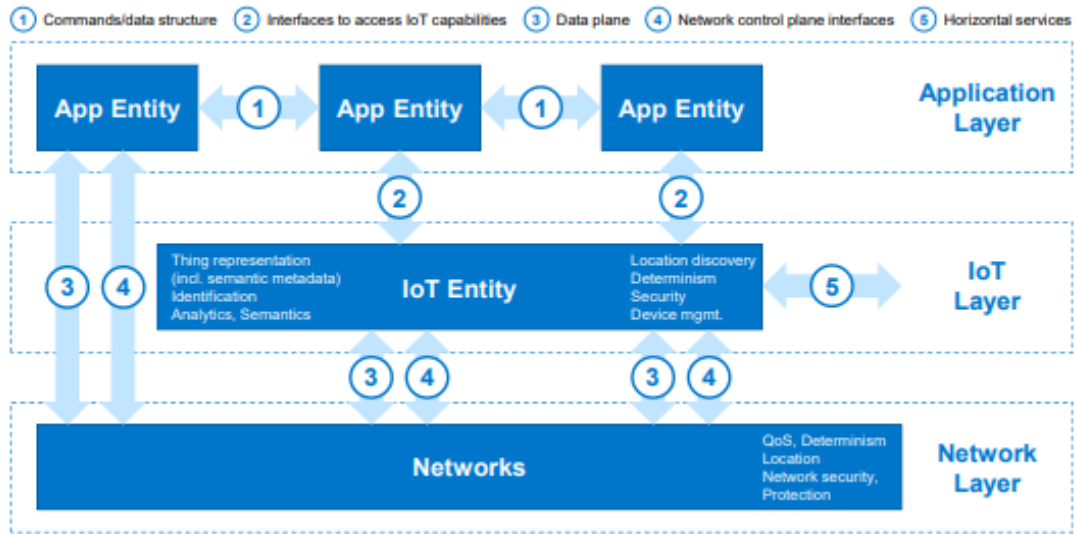 1 Commands/data structure 2 Interfaces to access IoT capabilities 3 Data plane 4 Network control plane interfaces 5 Horizontal services
App Entity 1 App Entity 1 App Entity
Application
Layer
2 2
3 4
Thing representation
(incl. semantic metadata)
Identification
Analytics, Semantics
IoT Entity
Location discovery
Determinism
Security
Device mgmt.
5
IoT
Layer
3 4 3 4
Networks
QoS, Determinism
Location
Network security,
Protection
Network
Layer